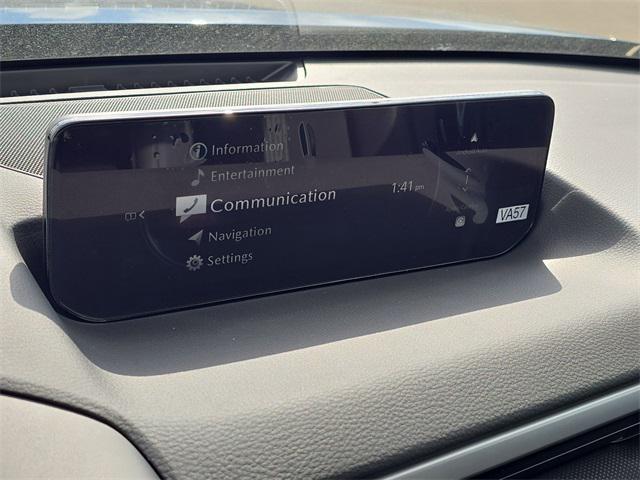 Information
Entertainment
Communication
1:41 pm
Navigation
Settings
VA57